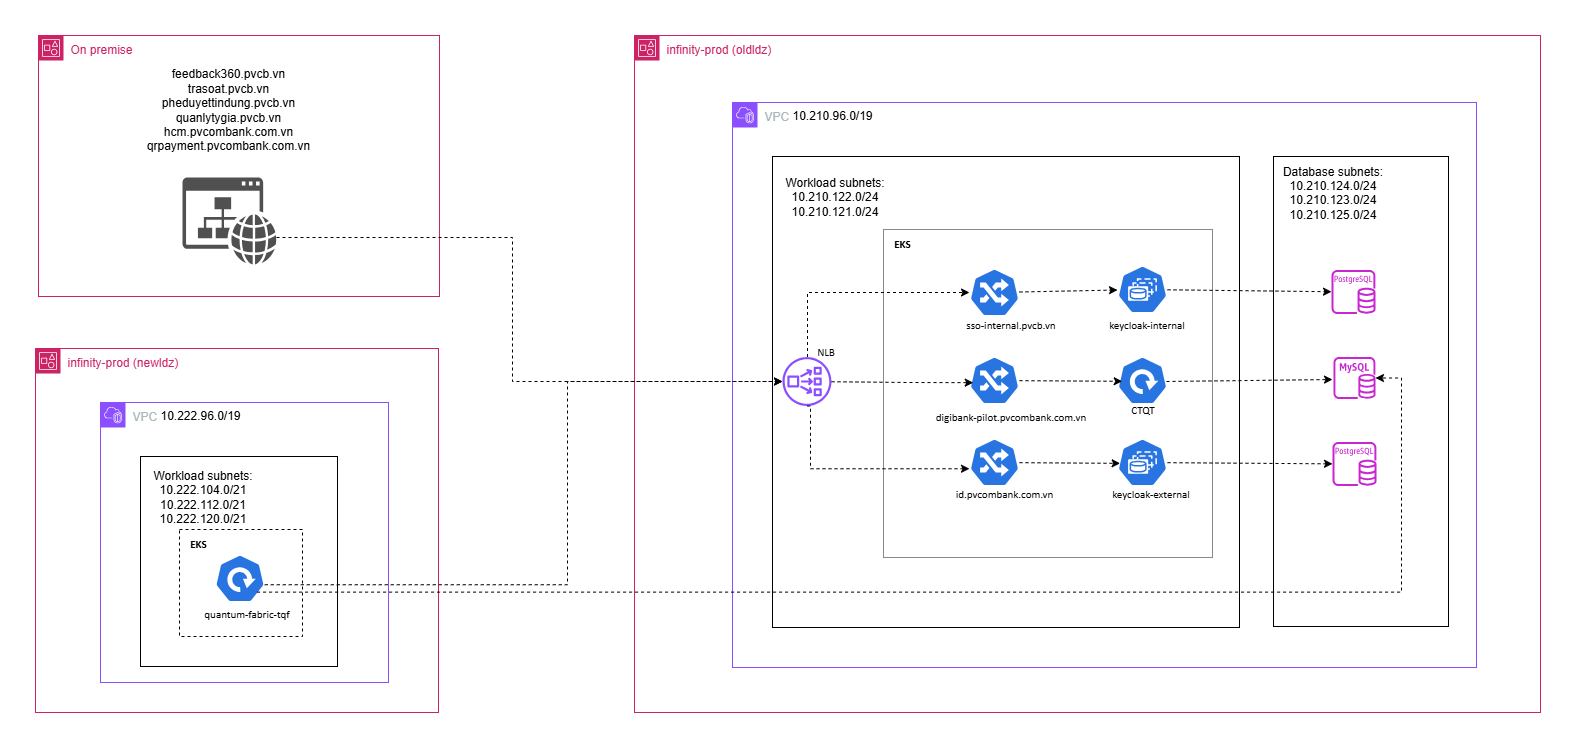 On premise
feedback360.pvcb.vn
trasoat.pvcb.vn
pheduyettindung.pvcb.vn
quanlytygia.pvcb.vn
hcm.pvcombank.com.vn
qrpayment.pvcombank.com.vn
infinity-prod (newldz)
VPC 10.222.96.0/19
Workload subnets:
10.222.104.0/21
10.222.112.0/21
10.222.120.0/21
EKS
quantum-fabric-tqf
infinity-prod (oldldz)
VPC 10.210.96.0/19
Workload subnets:
10.210.122.0/24
10.210.121.0/24
EKS
NLB
sso-internal.pvcb.vn
keycloak-internal
digibank-pilot.pvcombank.com.vn
CTQT
id.pvcombank.com.vn
keycloak-external
Database subnets:
10.210.124.0/24
10.210.123.0/24
10.210.125.0/24
PostgreSQL
MySQL
PostgreSQL